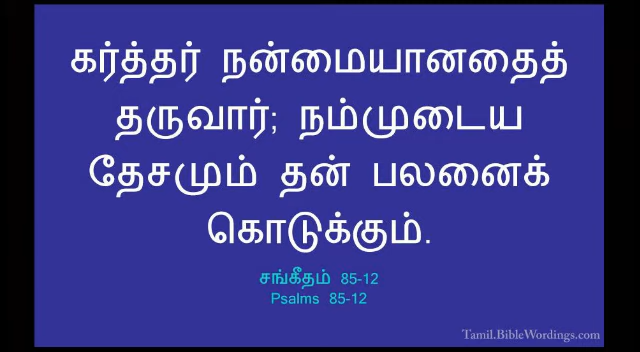 கர்த்தர் நன்மையானதைத்
தருவார்; நம்முடைய
தேசமும் தன் பலனைக்
கொடுக்கும்.
சங்கீதம் 85-12
Psalms 85-12
Tamil.BibleWordings.com